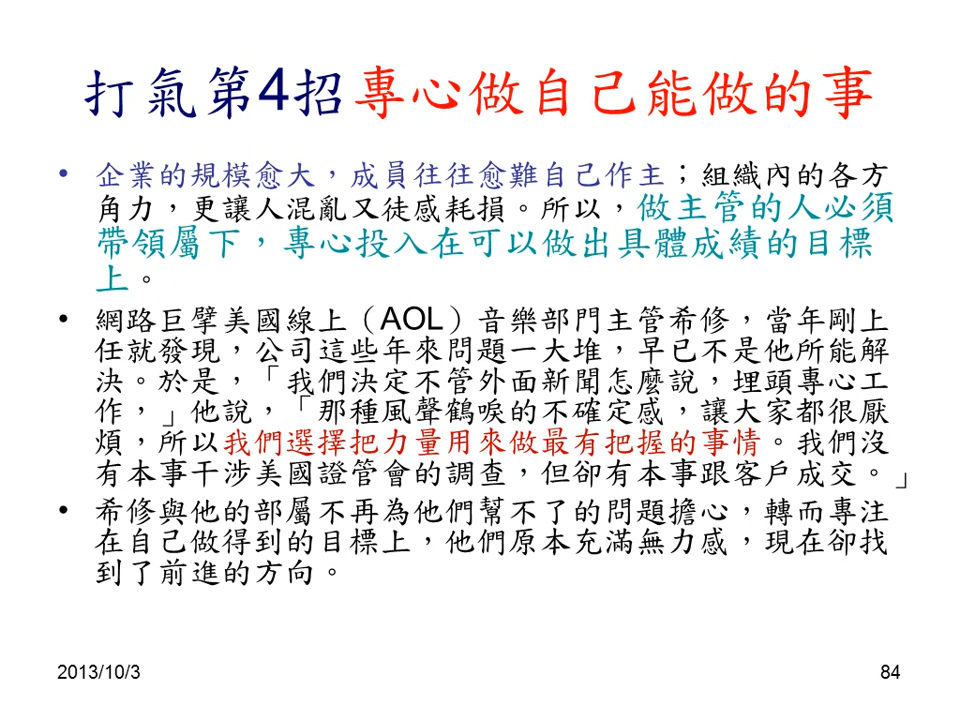 打氣第4招專心做自己能做的事
• 企業的規模愈大，成員往往愈難自己作主；組織內的各方
角力，更讓人混亂又徒感耗損。所以，做主管的人必須
帶領屬下，專心投入在可以做出具體成績的目標
上。
• 網路巨擘美國線上（AOL）音樂部門主管希修，當年剛上
任就發現，公司這些年來問題一大堆，早已不是他所能解
決。於是，「我們決定不管外面新聞怎麼說，埋頭專心工
作，」他說，「那種風聲鶴唳的不確定感，讓大家都很厭
煩，所以我們選擇把力量用來做最有把握的事情。我們沒
有本事干涉美國證管會的調查，但卻有本事跟客戶成交。」
• 希修與他的部屬不再為他們幫不了的問題擔心，轉而專注
在自己做得到的目標上，他們原本充滿無力感，現在卻找
到了前進的方向。
2013/10/3
84